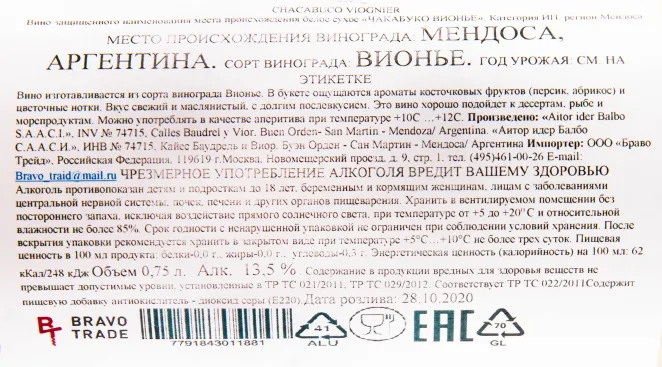 CHACABUCO VIOGNIER
Вино защищенного наименования места происхождения белое сухое «ЧАКАБУКО ВИОНЬЕ». Категория ИП, регион Мендоса
МЕСТО ПРОИСХОЖДЕНИЯ ВИНОГРАДА: МЕНДОСА,
АРГЕНТИНА. СОРТ ВИНОГРАДА: ВИОНЬЕ. ГОД УРОЖАЯ: СМ. НА
ЭТИКЕТКЕ
Вино изготавливается из сорта винограда Вионье. В букете ощущаются ароматы косточковых фруктов (персик, абрикос) и
цветочные нотки. Вкус свежий и маслянистый, с долгим послевкусием. Это вино хорошо подойдет к десертам, рыбе и
морепродуктам. Можно употреблять в качестве аперитива при температуре +10С ...+12С. Произведено: «Aitor ider Balbo
S.A.A.C.I.», INV № 74715, Calles Baudrei y Vior, Buen Orden- San Martin - Mendoza/ Argentina. «Аитор идер Балбо
С.А.А.С.И.», ИНВ № 74715, Кайес Баудрель и Виор, Буэн Орден - Сан Мартин - Мендоса/ Аргентина Импортер: ООО «Браво
Трейд». Российская Федерация, 119619 г.Москва, Новомещерский проезд, д. 9, стр. 1, тел. (495)461-00-26 E-mail:
Bravo_traid@mail.ru ЧРЕЗМЕРНОЕ УПОТРЕБЛЕНИЕ АЛКОГОЛЯ ВРЕДИТ ВАШЕМУ ЗДОРОВЬЮ
Алкоголь противопоказан детям и подросткам до 18 лет, беременным и кормящим женщинам, лицам с заболеваниями
центральной нервной системы, почек, печени и других органов пищеварения. Хранить в вентилируемом помещении без
постороннего запаха, исключая воздействие прямого солнечного света, при температуре от +5 до +20°С и относительной
влажности не более 85%. Срок годности с ненарушенной упаковкой не ограничен при соблюдении условий хранения. После
вскрытия упаковки рекомендуется хранить в закрытом виде при температуре +5°С...+10°С не более трех суток. Пищевая
ценность в 100 мл продукта: белки-0,0 г., жиры-0,0 г., углеводы-0,3 г. Энергетическая ценность (калорийность) на 100 мл: 62
кКал/248 кДж Объем 0,75 л. Алк. 13,5 %. Содержание в продукции вредных для здоровья веществ не
превышает допустимые уровни, установленные в ТР ТС 021/2011, ТР ТС 029/2012. Соответствует ТР ТС 022/2011Содержит
пищевую добавку антиокислитель - диоксид серы (Е220). Дата розлива: 28.10.2020
BT BRAVO TRADE
7791843011881
41
ALU
EAC
70
GL